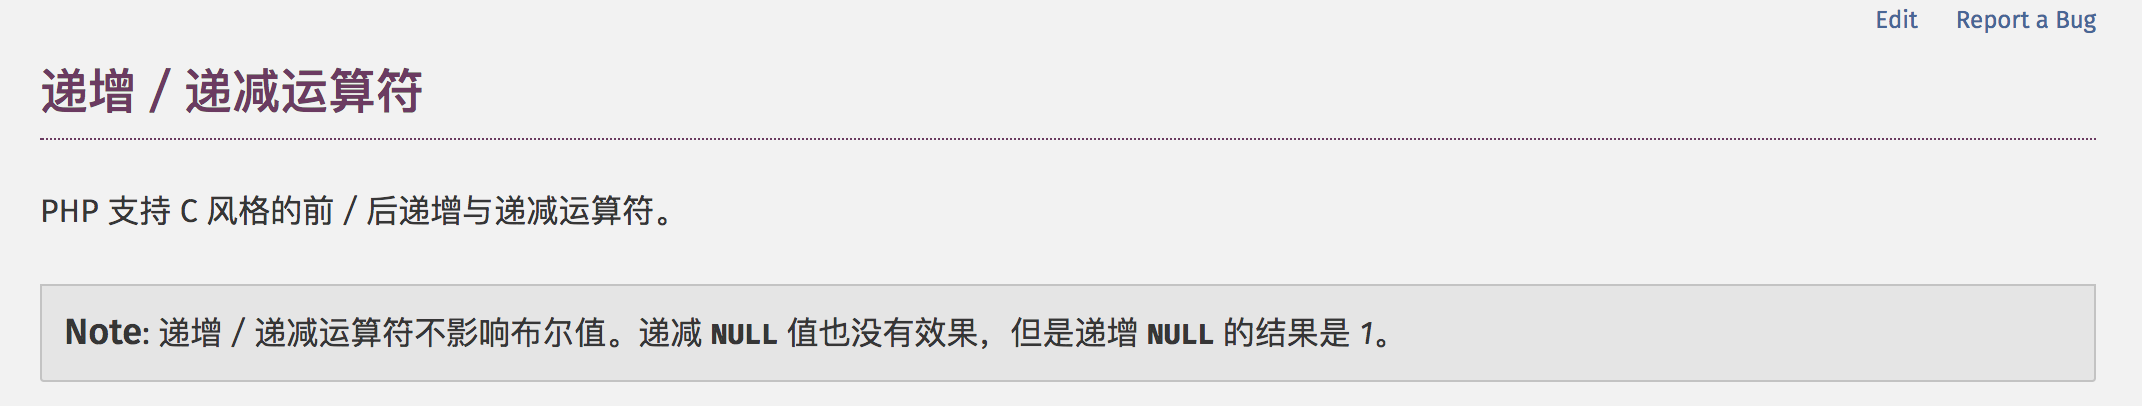 Edit Report a Bug
递增 / 递减运算符
PHP 支持 C 风格的前 / 后递增与递减运算符。
Note: 递增 / 递减运算符不影响布尔值。递减 NULL 值也没有效果，但是递增 NULL 的结果是 1。